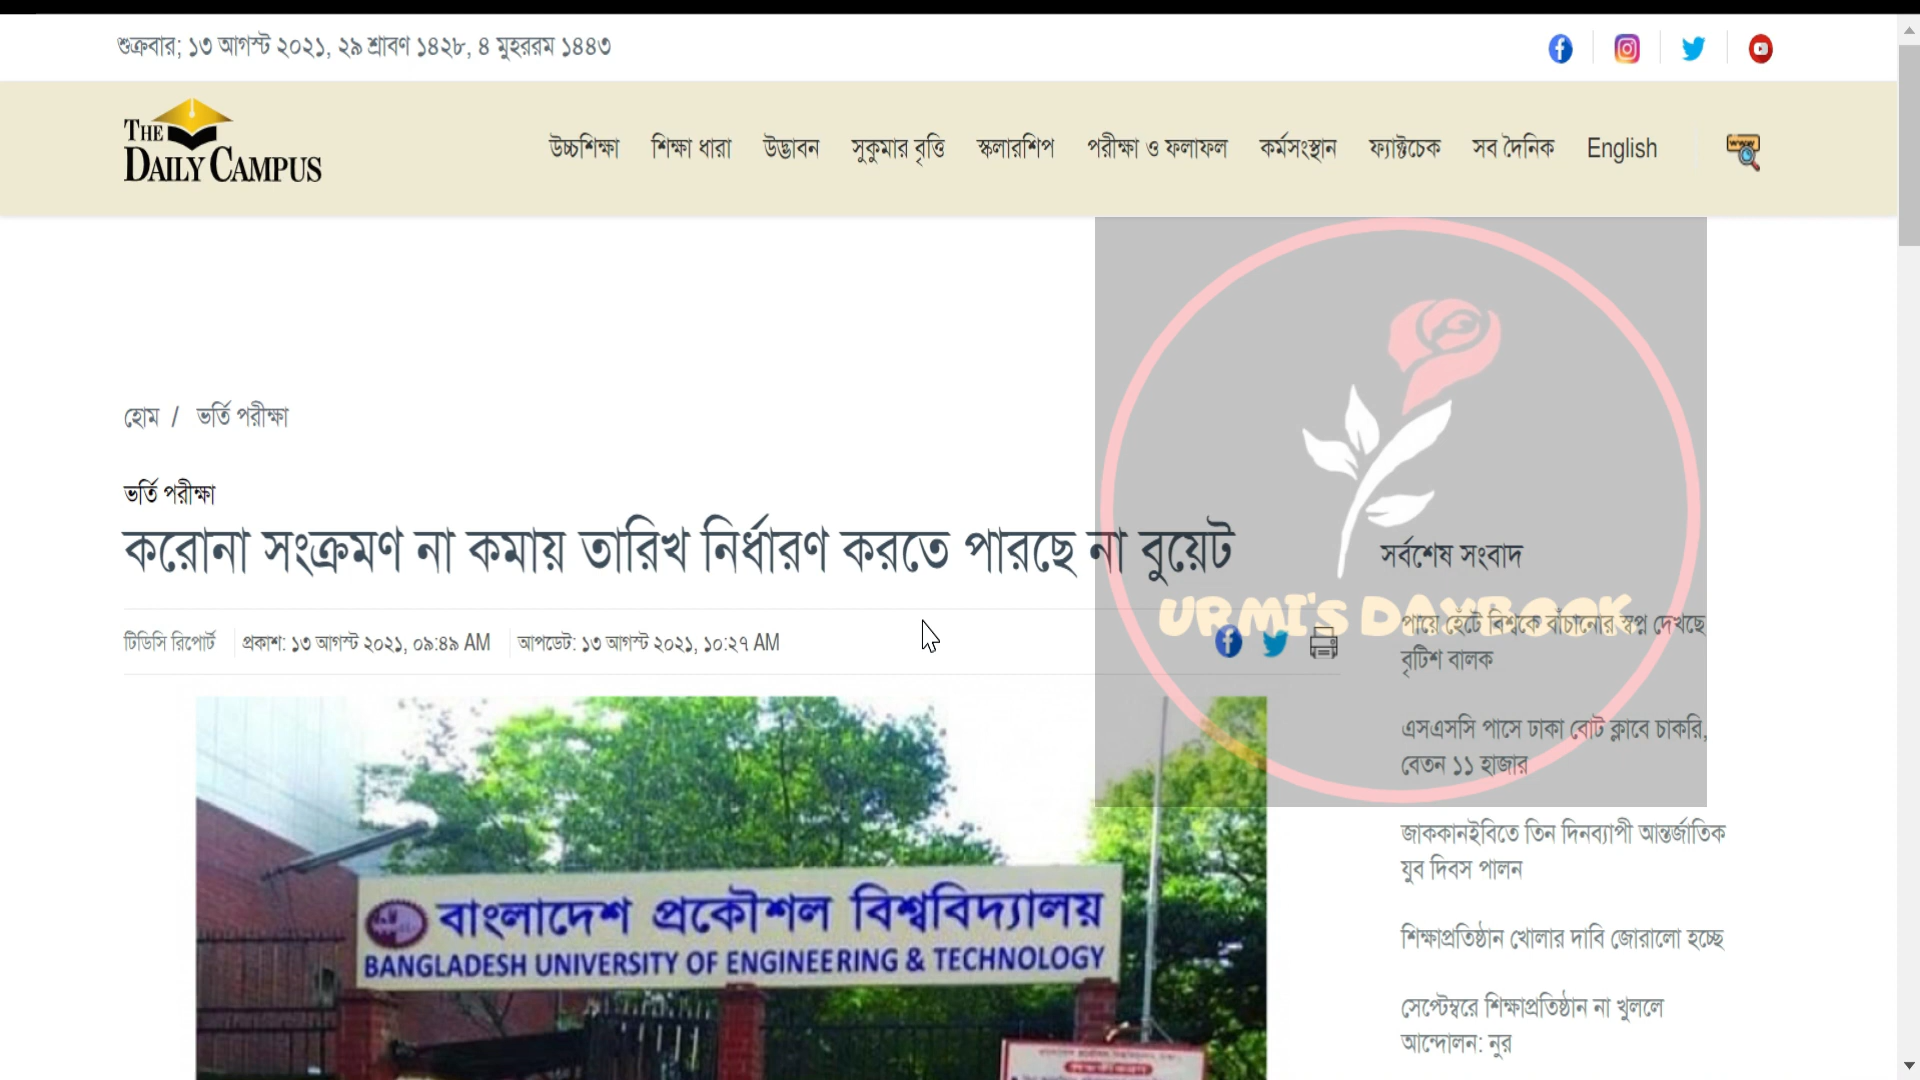 শুক্রবার; ১৩ আগস্ট ২০২১, ২৯ শ্রাবণ ১৪২৮, ৪ মুহররম ১৪৪৩
THE
DAILY CAMPUS
উচ্চশিক্ষা শিক্ষা ধারা উদ্ভাবন সুকুমার বৃত্তি স্কলারশিপ পরীক্ষা ও ফলাফল কর্মসংস্থান ফ্যাক্টচেক সব দৈনিক English
www
হোম / ভর্তি পরীক্ষা
ভর্তি পরীক্ষা
করোনা সংক্রমণ না কমায় তারিখ নির্ধারণ করতে পারছে না বুয়েট
টিডিসি রিপোর্ট প্রকাশ: ১৩ আগস্ট ২০২১, ০৯:৪৯ AM আপডেট: ১৩ আগস্ট ২০২১, ১০:২৭ AM
বাংলাদেশ প্রকৌশল বিশ্ববিদ্যালয়
BANGLADESH UNIVERSITY OF ENGINEERING & TECHNOLOGY
URMI'S DAYBOOK
সর্বশেষ সংবাদ
পায়ে হেঁটে বিশ্বকে বাঁচানোর স্বপ্ন দেখছে
বৃটিশ বালক
এসএসসি পাসে ঢাকা বোট ক্লাবে চাকরি,
বেতন ১১ হাজার
জাককানইবিতে তিন দিনব্যাপী আন্তর্জাতিক
যুব দিবস পালন
শিক্ষাপ্রতিষ্ঠান খোলার দাবি জোরালো হচ্ছে
সেপ্টেম্বরে শিক্ষাপ্রতিষ্ঠান না খুললে
আন্দোলন: নুর